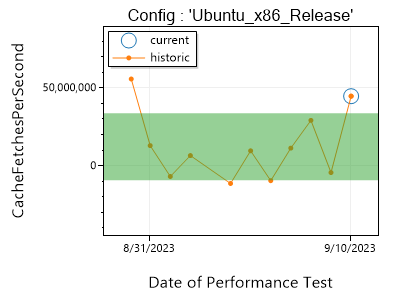 Config : 'Ubuntu_x86_Release'
current
historic
CacheFetchesPerSecond
50,000,000
0
8/31/2023
9/10/2023
Date of Performance Test